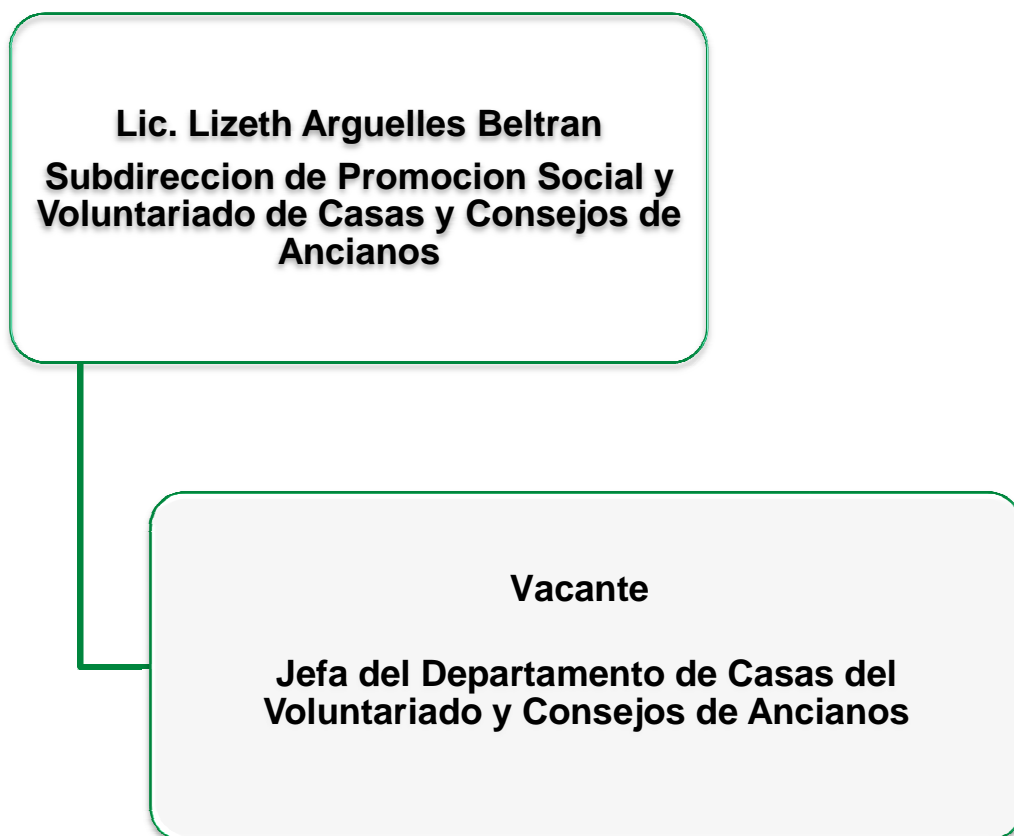 Lic. Lizeth Arguelles Beltran
Subdireccion de Promocion Social y
Voluntariado de Casas y Consejos de
Ancianos
Vacante
Jefa del Departamento de Casas del
Voluntariado y Consejos de Ancianos